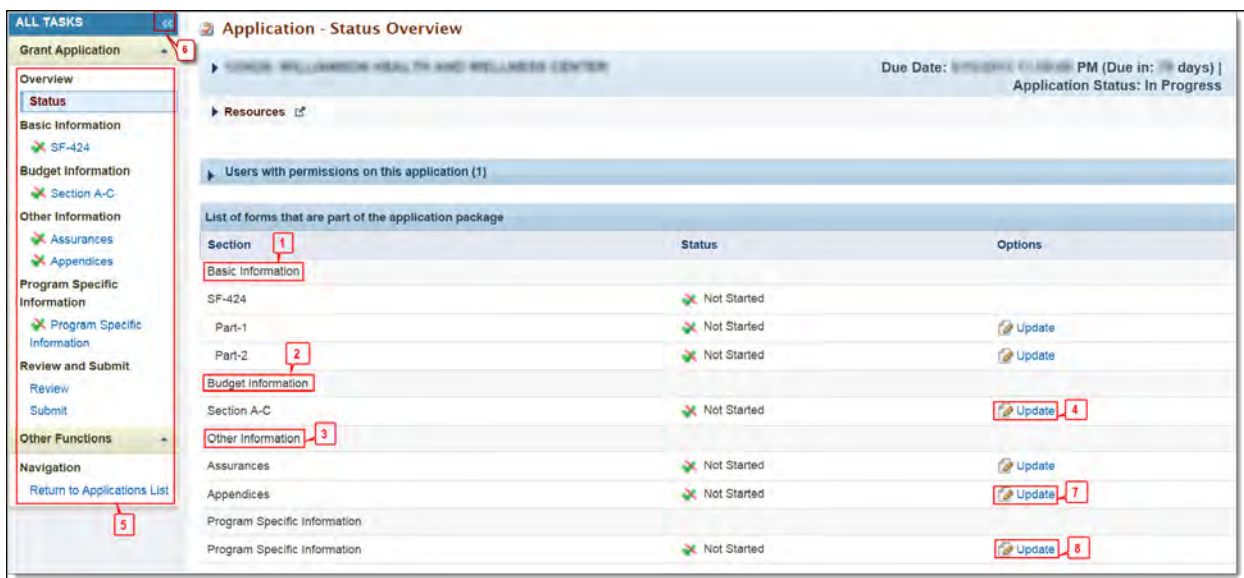 ALL TASKS «
6
Grant Application
Overview
Status
Basic Information
SF-424
Budget Information
Section A-C
Other Information
Assurances
Appendices
Program Specific
Information
Program Specific
Information
Review and Submit
Review
Submit
Other Functions
Navigation
Return to Applications List
5
Application - Status Overview
WILLIAMSON HEALTH AND WELLNESS CENTER
Due Date: PM (Due in: days) |
Application Status: In Progress
Resources
Users with permissions on this application (1)
List of forms that are part of the application package
Section 1 Status Options
Basic Information
SF-424 Not Started
Part-1 Not Started Update
Part-2 2 Not Started Update
Budget Information
Section A-C Not Started Update 4
Other Information 3
Assurances Not Started Update
Appendices Not Started Update 7
Program Specific Information
Program Specific Information Not Started Update 8